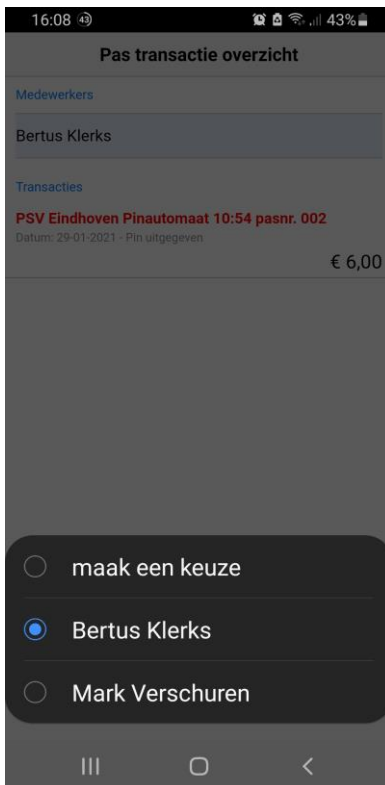 16:08 43 43%
Pas transactie overzicht
Medewerkers
Bertus Klerks
Transacties
PSV Eindhoven Pinautomaat 10:54 pasnr. 002
Datum: 29-01-2021 - Pin uitgegeven
€ 6,00
maak een keuze
Bertus Klerks
Mark Verschuren